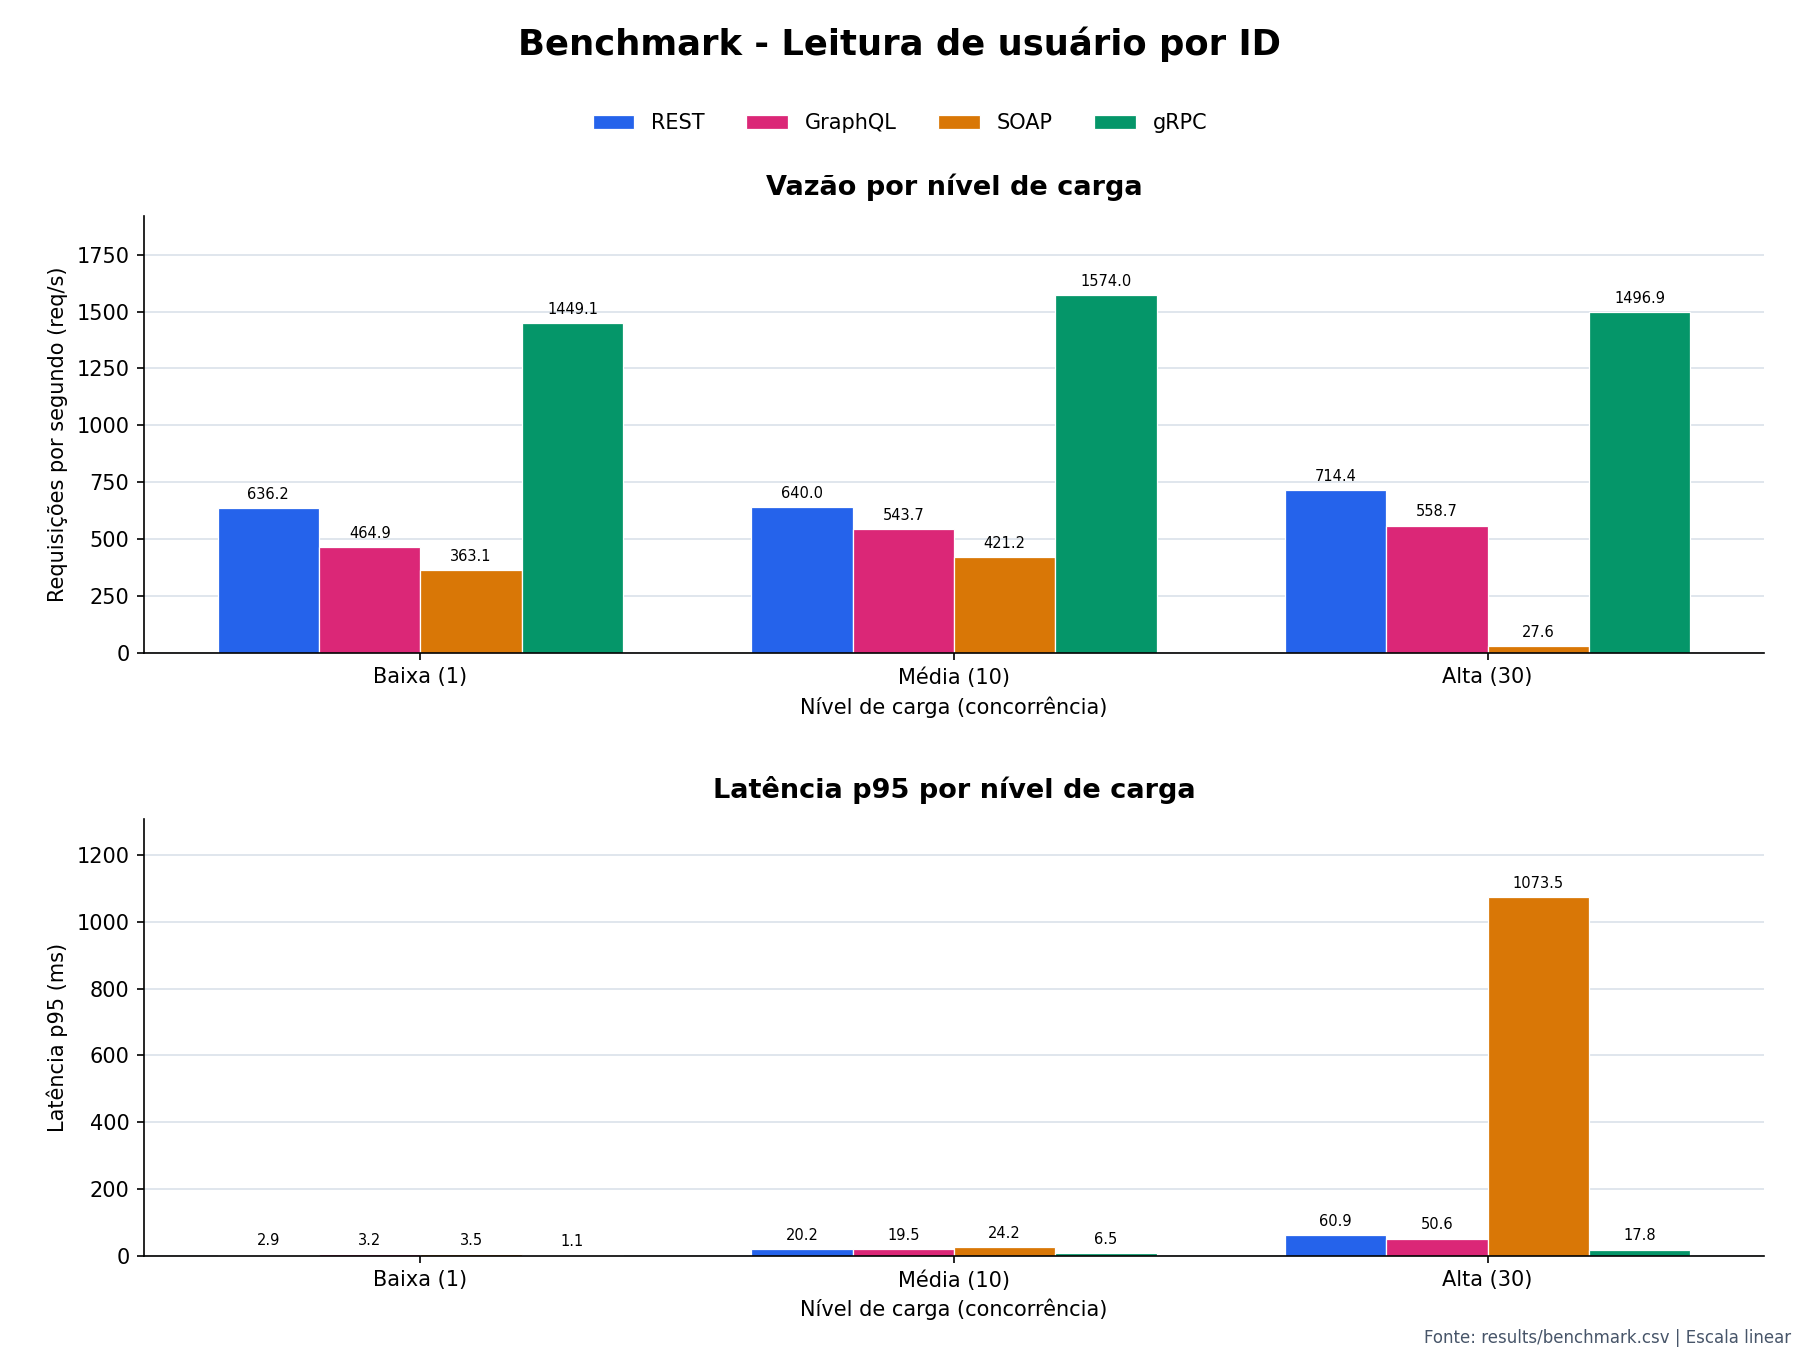 Benchmark - Leitura de usuário por ID
REST GraphQL SOAP gRPC
Vazão por nível de carga
Requisições por segundo (req/s)
1750
1500
1250
1000
750
500
250
0
636.2 464.9 363.1 1449.1
640.0 543.7 421.2 1574.0
714.4 558.7 27.6 1496.9
Baixa (1) Média (10) Alta (30)
Nível de carga (concorrência)
Latência p95 por nível de carga
Latência p95 (ms)
1200
1000
800
600
400
200
0
2.9 3.2 3.5 1.1
20.2 19.5 24.2 6.5
60.9 50.6 1073.5 17.8
Baixa (1) Média (10) Alta (30)
Nível de carga (concorrência)
Fonte: results/benchmark.csv | Escala linear